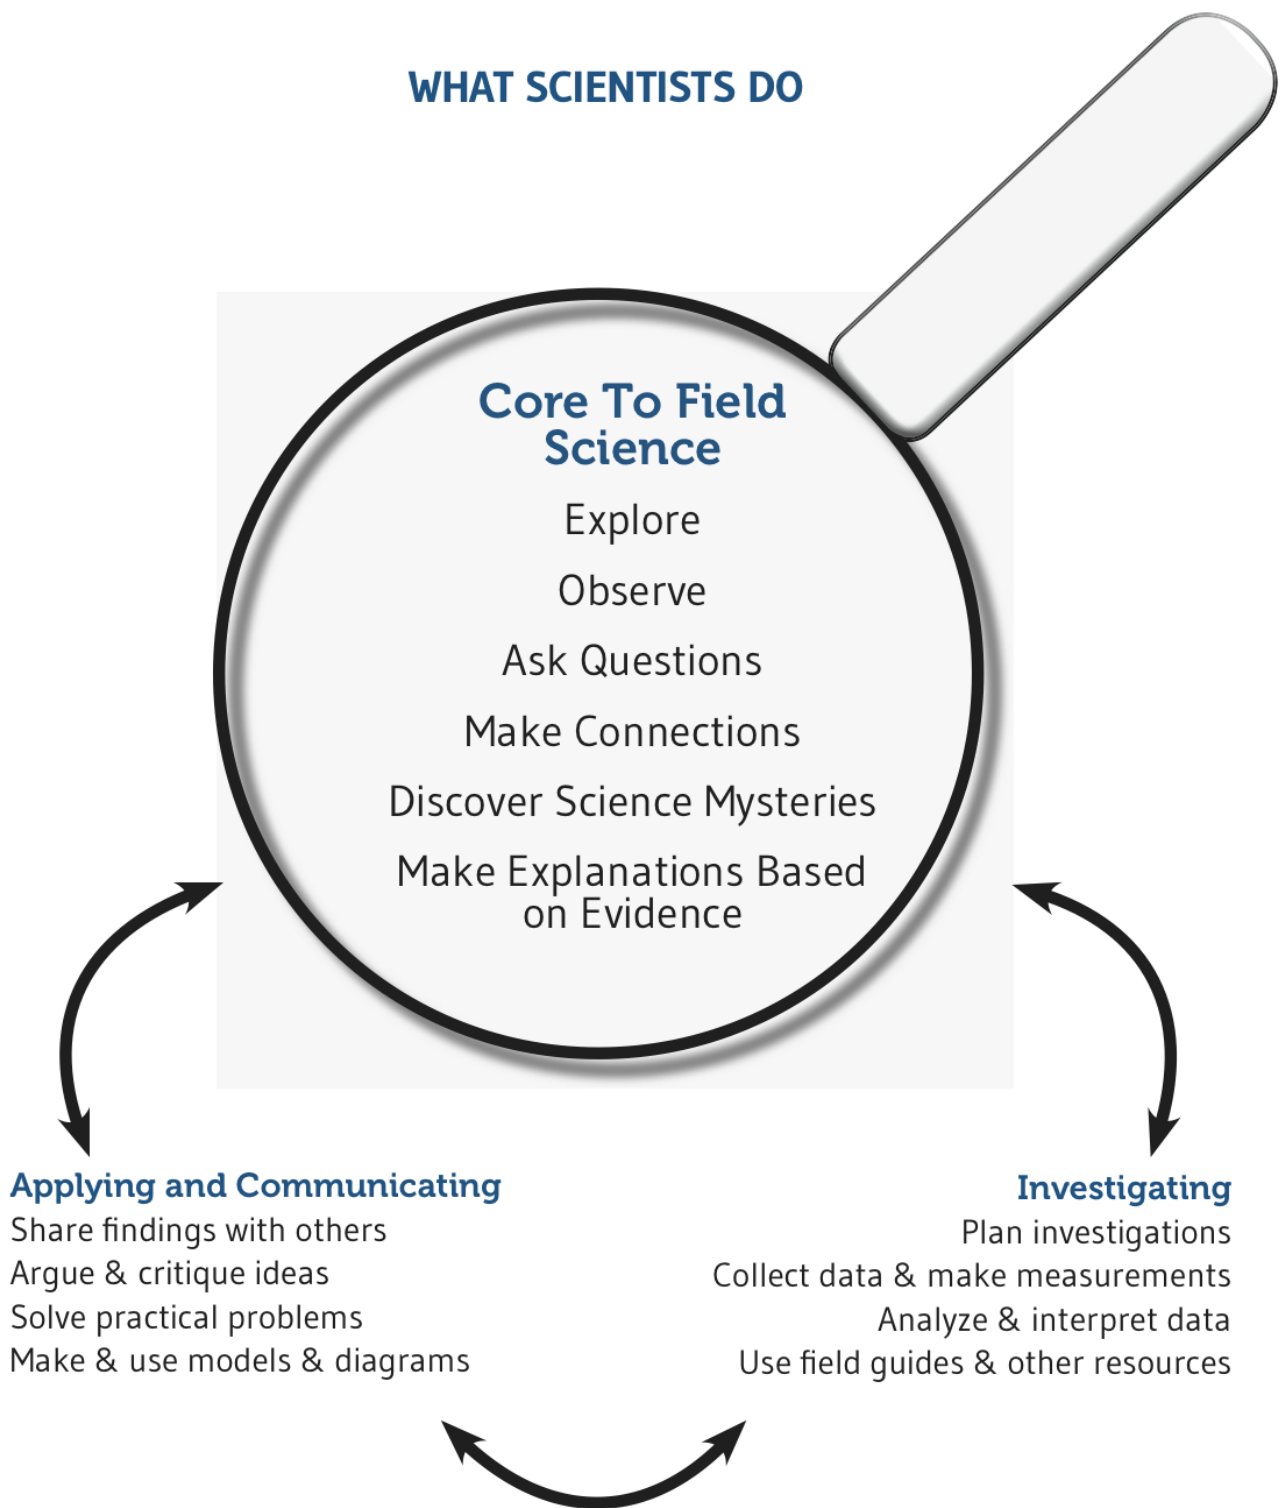 WHAT SCIENTISTS DO
Core To Field
Science
Explore
Observe
Ask Questions
Make Connections
Discover Science Mysteries
Make Explanations Based
on Evidence
Applying and Communicating
Share findings with others
Argue & critique ideas
Solve practical problems
Make & use models & diagrams
Investigating
Plan investigations
Collect data & make measurements
Analyze & interpret data
Use field guides & other resources